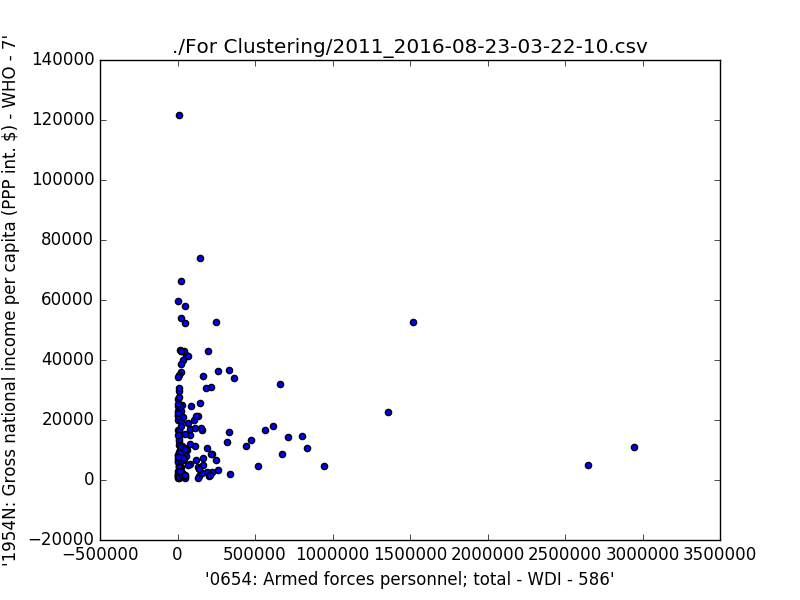 ./For Clustering/2011_2016-08-23-03-22-10.csv
'1954N: Gross national income per capita (PPP int. $) - WHO - 7'
140000
120000
100000
80000
60000
40000
20000
0
−20000
−500000 0 500000 1000000 1500000 2000000 2500000 3000000 3500000
'0654: Armed forces personnel; total - WDI - 586'